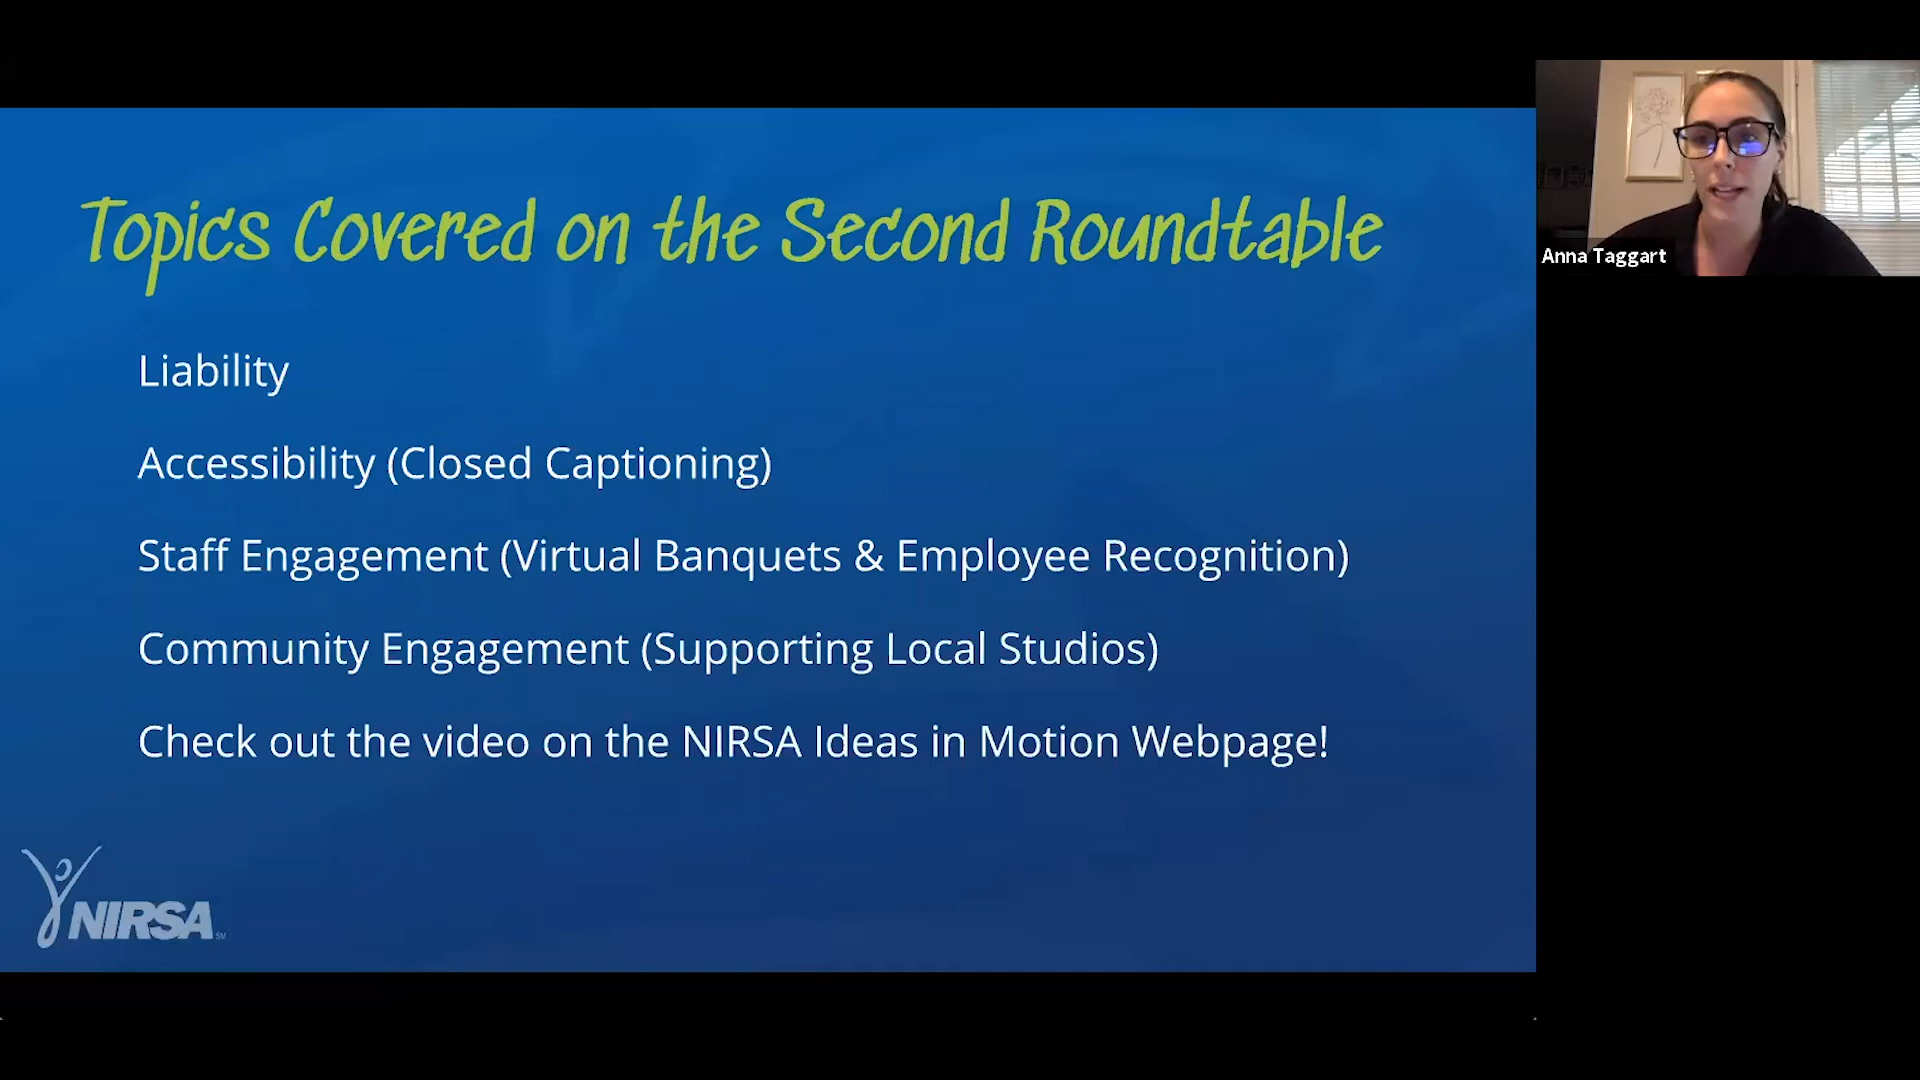 Topics Covered on the Second Roundtable
Anna Taggart
Liability
Accessibility (Closed Captioning)
Staff Engagement (Virtual Banquets & Employee Recognition)
Community Engagement (Supporting Local Studios)
Check out the video on the NIRSA Ideas in Motion Webpage!
NIRSA SM